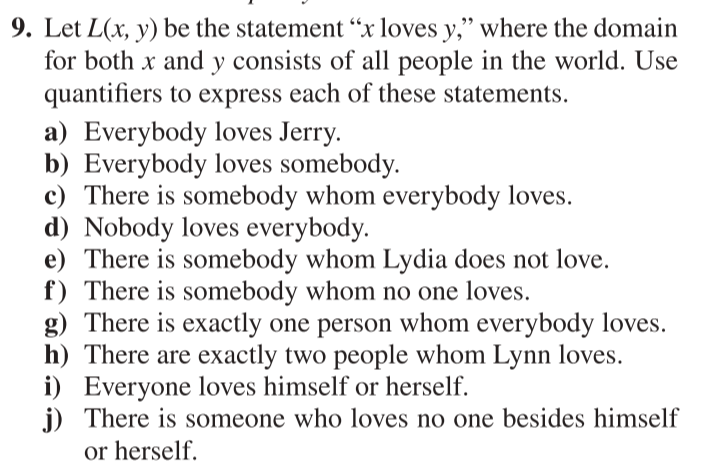 9. Let L(x, y) be the statement “x loves y,” where the domain
for both x and y consists of all people in the world. Use
quantifiers to express each of these statements.
a) Everybody loves Jerry.
b) Everybody loves somebody.
c) There is somebody whom everybody loves.
d) Nobody loves everybody.
e) There is somebody whom Lydia does not love.
f) There is somebody whom no one loves.
g) There is exactly one person whom everybody loves.
h) There are exactly two people whom Lynn loves.
i) Everyone loves himself or herself.
j) There is someone who loves no one besides himself
or herself.